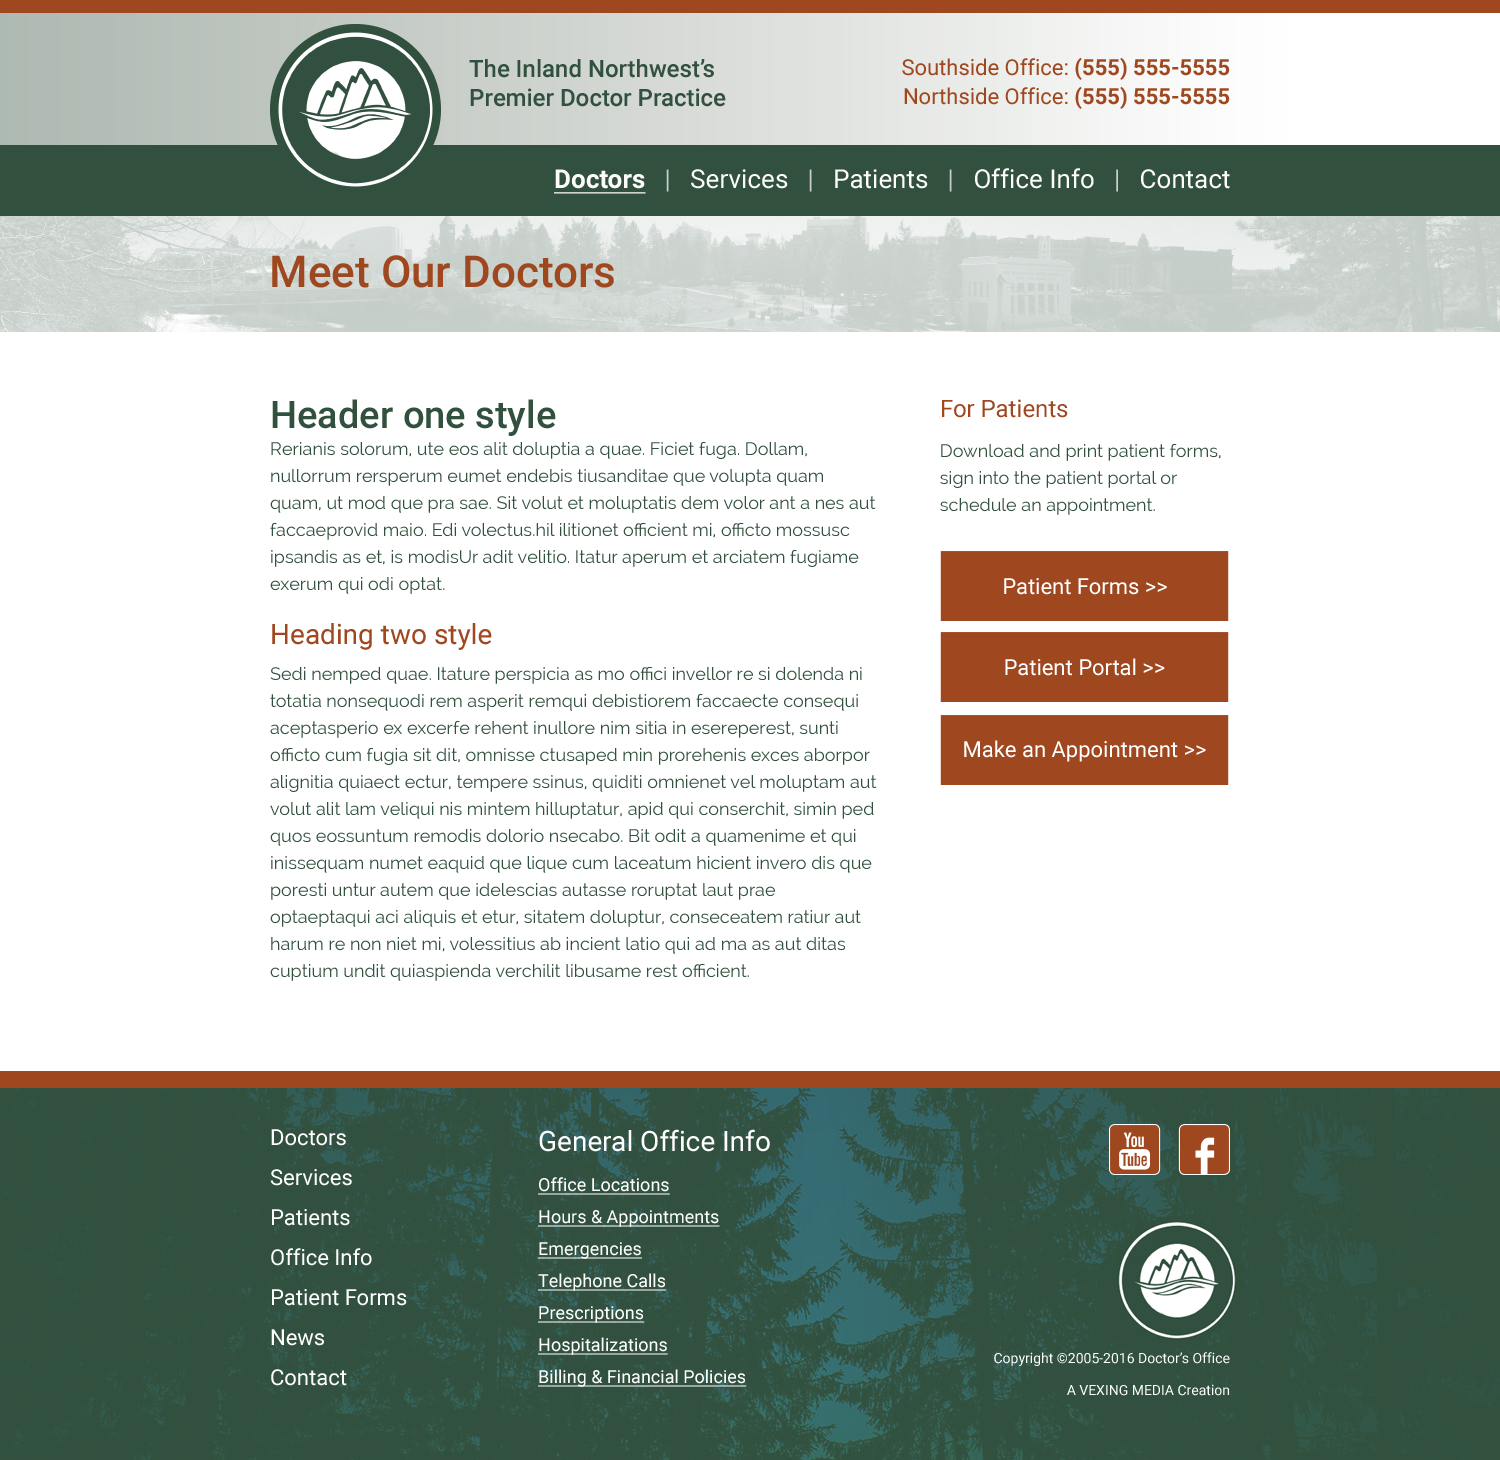 The Inland Northwest’s
Premier Doctor Practice
Southside Office: (555) 555-5555
Northside Office: (555) 555-5555
Doctors | Services | Patients | Office Info | Contact
Meet Our Doctors
Header one style
Rerianis solorum, ute eos alit doluptia a quae. Ficiet fuga. Dollam,
nullorrum rersperum eumet endebis tiusanditae que volupta quam
quam, ut mod que pra sae. Sit volut et moluptatis dem volor ant a nes aut
faccaeprovid maio. Edi volectus.hil ilitionet officient mi, officto mossusc
ipsandis as et, is modisUr adit velitio. Itatur aperum et arciatem fugiame
exerum qui odi optat.
Heading two style
Sedi nemped quae. Itature perspicia as mo offici invellor re si dolenda ni
totatia nonsequodi rem asperit remqui debistiorem faccaecte consequi
aceptasperio ex excerfe rehent inullore nim sitia in esereperest, sunti
officto cum fugia sit dit, omnisse ctusaped min prorehenis exces aborpor
alignitia quiaect ectur, tempere ssinus, quiditi omnienet vel moluptam aut
volut alit lam veliqui nis mintem hilluptatur, apid qui conserchit, simin ped
quos eossuntum remodis dolorio nsecabo. Bit odit a quamenime et qui
inissequam numet eaquid que lique cum laceatum hicient invero dis que
poresti untur autem que idelescias autasse roruptat laut prae
optaeptaqui aci aliquis et etur, sitatem doluptur, conseceatem ratiur aut
harum re non niet mi, volessitius ab incient latio qui ad ma as aut ditas
cuptium undit quiaspienda verchilit libusame rest officient.
For Patients
Download and print patient forms,
sign into the patient portal or
schedule an appointment.
Patient Forms >>
Patient Portal >>
Make an Appointment >>
Doctors
Services
Patients
Office Info
Patient Forms
News
Contact
General Office Info
Office Locations
Hours & Appointments
Emergencies
Telephone Calls
Prescriptions
Hospitalizations
Billing & Financial Policies
You
Tube
f
Copyright ©2005-2016 Doctor’s Office
A VEXING MEDIA Creation